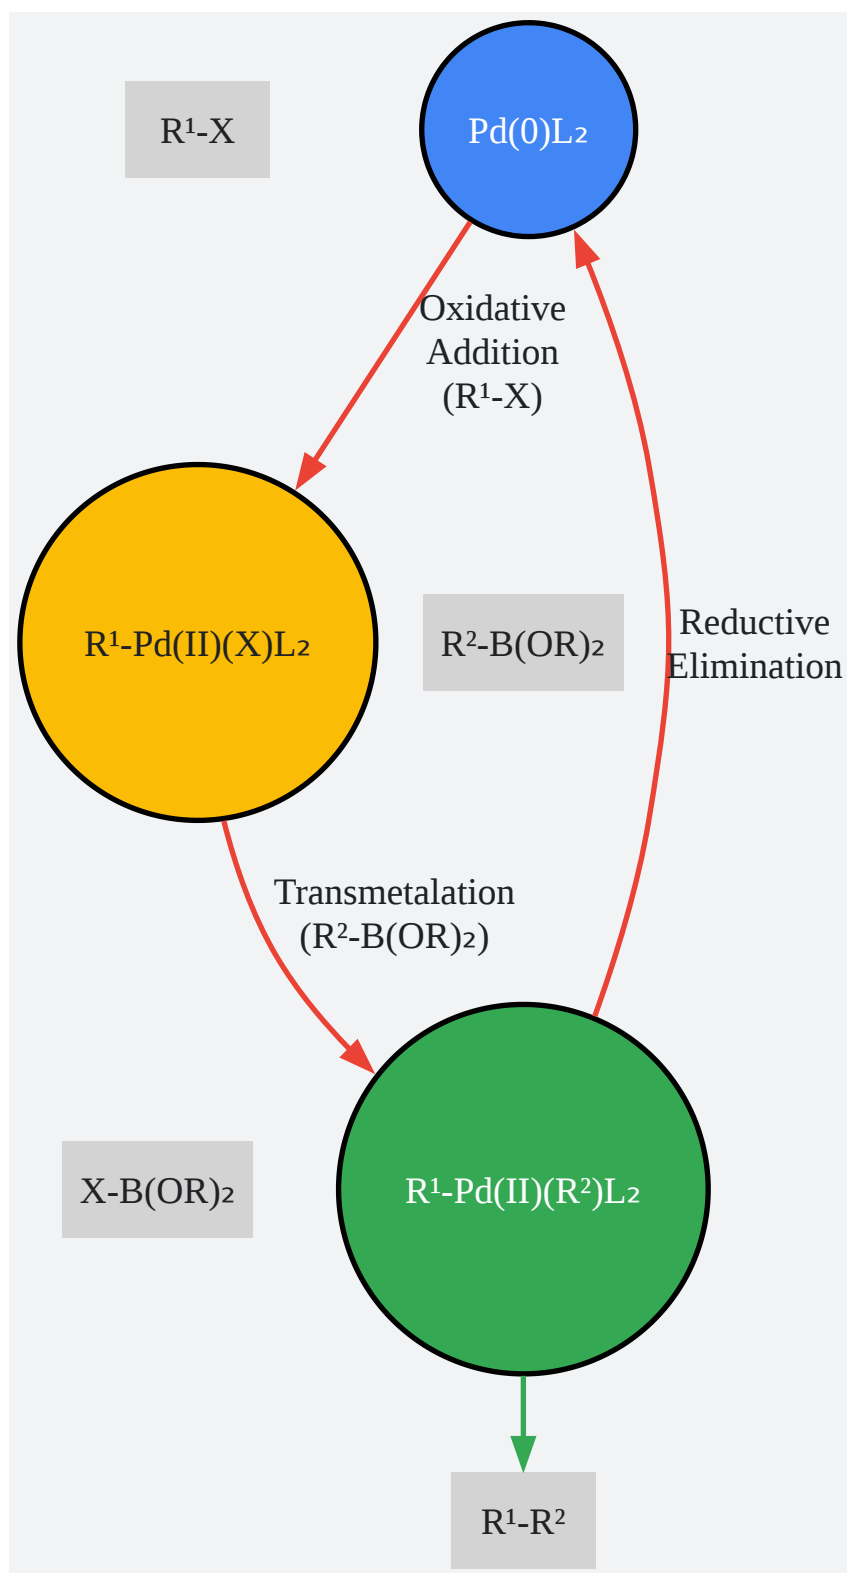 R¹-X
Pd(0)L₂
Oxidative
Addition
(R¹-X)
R¹-Pd(II)(X)L₂
R²-B(OR)₂
Reductive
Elimination
Transmetalation
(R²-B(OR)₂)
X-B(OR)₂
R¹-Pd(II)(R²)L₂
R¹-R²